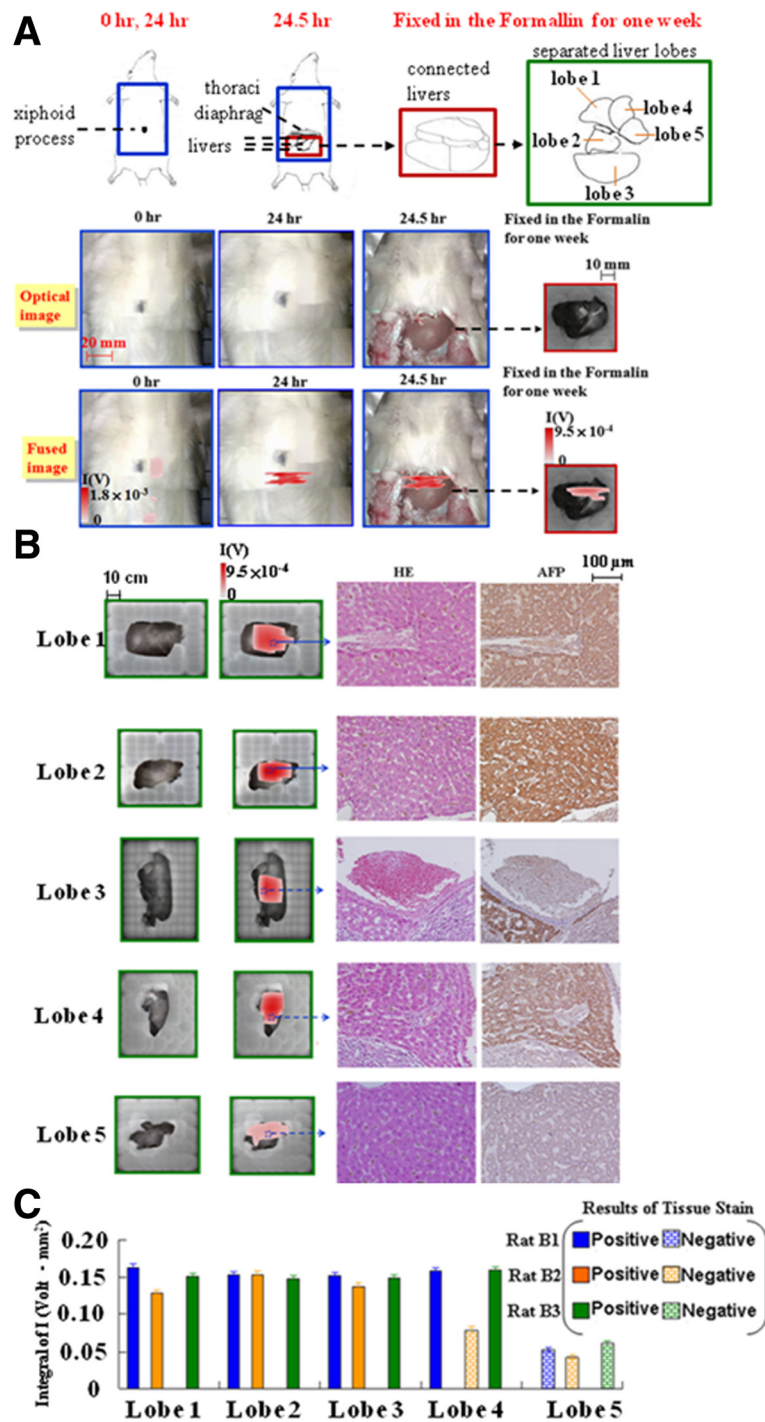 A
0 hr, 24 hr
24.5 hr
Fixed in the Formallin for one week
xiphoid
process
thoraci
diaphrag
livers
connected
livers
separated liver lobes
lobe 1
lobe 4
lobe 2
lobe 5
lobe 3
0 hr
24 hr
24.5 hr
Fixed in the Formalin
for one week
Optical
image
20 mm
10 mm
0 hr
24 hr
24.5 hr
Fixed in the Formalin
for one week
Fused
image
I(V)
1.8 × 10⁻³
0
I(V)
9.5 × 10⁻⁴
0
B
10 cm
I(V)
9.5 ×10⁻⁴
0
HE
AFP
100 µm
Lobe 1
Lobe 2
Lobe 3
Lobe 4
Lobe 5
C
Results of Tissue Stain
Rat B1 Positive Negative
Rat B2 Positive Negative
Rat B3 Positive Negative
Integral of I (Volt - mm²)
0.20
0.15
0.10
0.05
0
Lobe 1 Lobe 2 Lobe 3 Lobe 4 Lobe 5